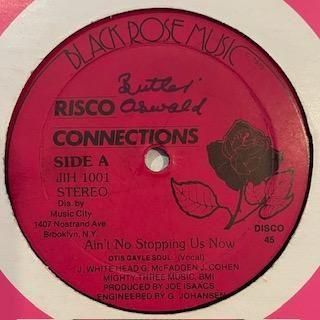 BLACK ROSE MUSIC
Butler
RISCO Oswald
CONNECTIONS
SIDE A
JIH 1001
STEREO
Dis. by
Music City
1407 Nostrand Ave
Brboklyn, N.Y.
DISCO
45
Ain't No Stopping Us Now
OTIS GAYLE SOUL - (Vocal)
J. WHITEHEAD G. McFADGEN J. COHEN
MIGHTY THREE MUSIC, BMI
PRODUCED BY JOE ISAACS
ENGINEERED BY G. JOHANSEN